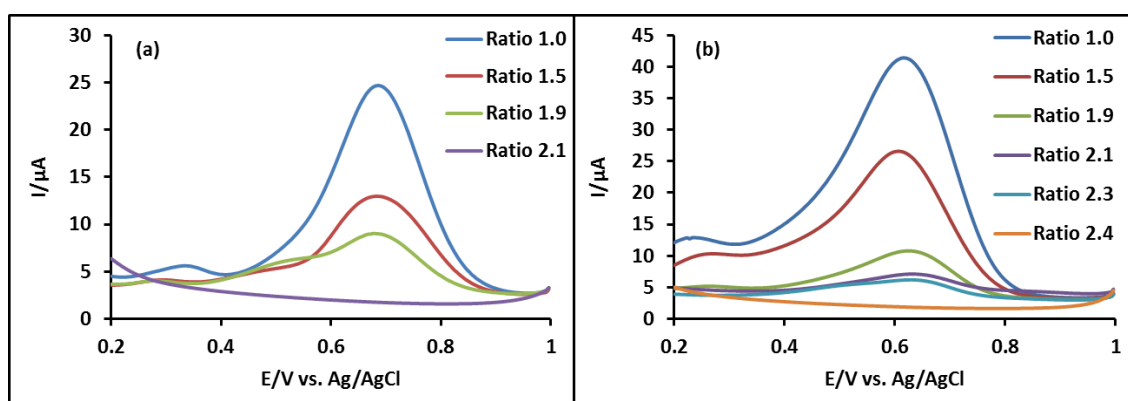 (a)
30
25
20
15
10
5
0
I/µA
0.2 0.4 0.6 0.8 1
E/V vs. Ag/AgCl
Ratio 1.0
Ratio 1.5
Ratio 1.9
Ratio 2.1
(b)
45
40
35
30
25
20
15
10
5
0
I/µA
0.2 0.4 0.6 0.8 1
E/V vs. Ag/AgCl
Ratio 1.0
Ratio 1.5
Ratio 1.9
Ratio 2.1
Ratio 2.3
Ratio 2.4